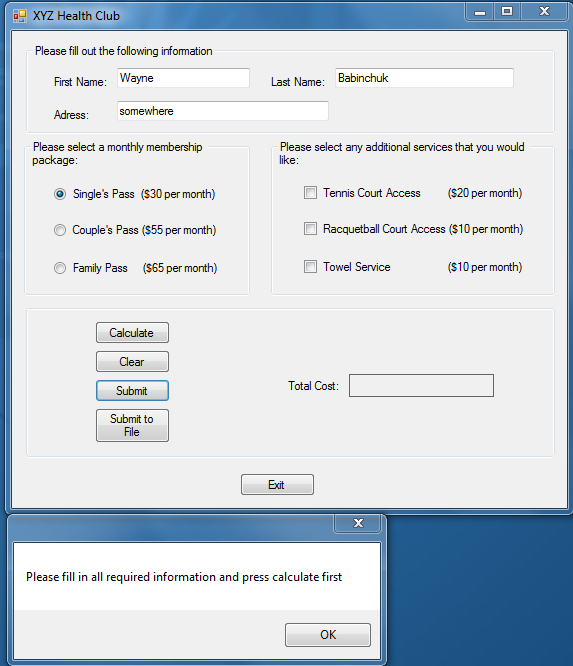 XYZ Health Club
Please fill out the following information
First Name: Wayne Last Name: Babinchuk
Adress: somewhere
Please select a monthly membership
package:
Single's Pass ($30 per month)
Couple's Pass ($55 per month)
Family Pass ($65 per month)
Please select any additional services that you would
like:
Tennis Court Access ($20 per month)
Racquetball Court Access ($10 per month)
Towel Service ($10 per month)
Calculate
Clear
Submit
Submit to
File
Total Cost:
Exit
Please fill in all required information and press calculate first
OK